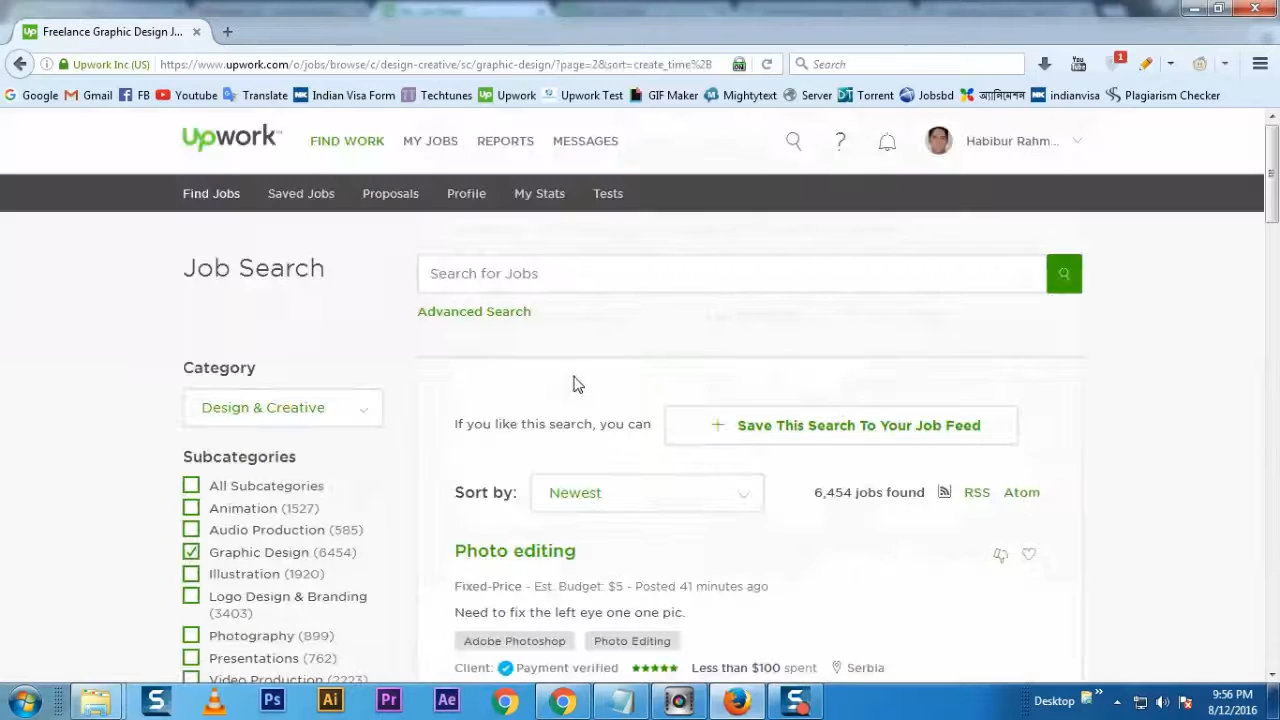 Freelance Graphic Design J...
Upwork Inc (US)
https://www.upwork.com/o/jobs/browse/c/design-creative/sc/graphic-design/?page=2&sort=create_time%2B
Search
1
Google Gmail FB Youtube Translate Indian Visa Form Techtunes Upwork Upwork Test GIF Maker Mightytext Server Torrent Jobsbd অ্যানিমেশন indianvisa Plagiarism Checker
upwork
FIND WORK MY JOBS REPORTS MESSAGES
Habibur Rahm...
Find Jobs Saved Jobs Proposals Profile My Stats Tests
Job Search
Search for Jobs
Advanced Search
Category
Design & Creative
If you like this search, you can
+ Save This Search To Your Job Feed
Subcategories
Sort by: Newest
6,454 jobs found RSS Atom
All Subcategories
Animation (1527)
Audio Production (585)
Graphic Design (6454)
Illustration (1920)
Logo Design & Branding
(3403)
Photography (899)
Presentations (762)
Video Production (2223)
Photo editing
Fixed-Price - Est. Budget: $5 - Posted 41 minutes ago
Need to fix the left eye one one pic.
Adobe Photoshop Photo Editing
Client: Payment verified Less than $100 spent Serbia
Ps Ai Pr Ae
Desktop
9:56 PM
8/12/2016